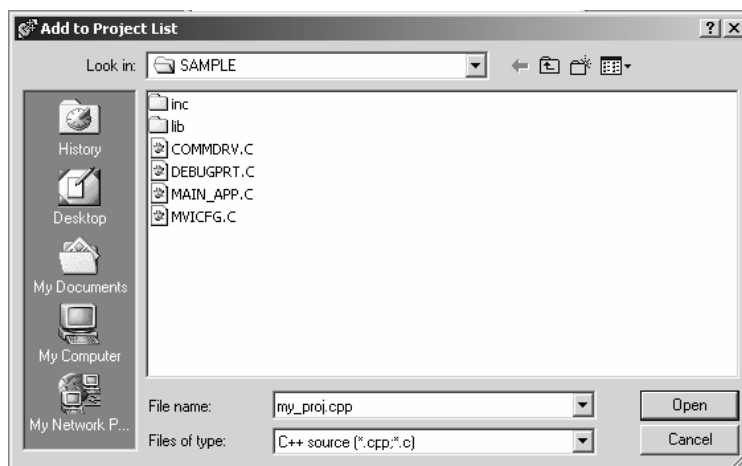 Add to Project List
Look in: SAMPLE
History
Desktop
My Documents
My Computer
My Network P...
inc
lib
COMMDRV.C
DEBUGPRT.C
MAIN_APP.C
MVICFG.C
File name: my_proj.cpp Open
Files of type: C++ source (*.cpp;*.c) Cancel